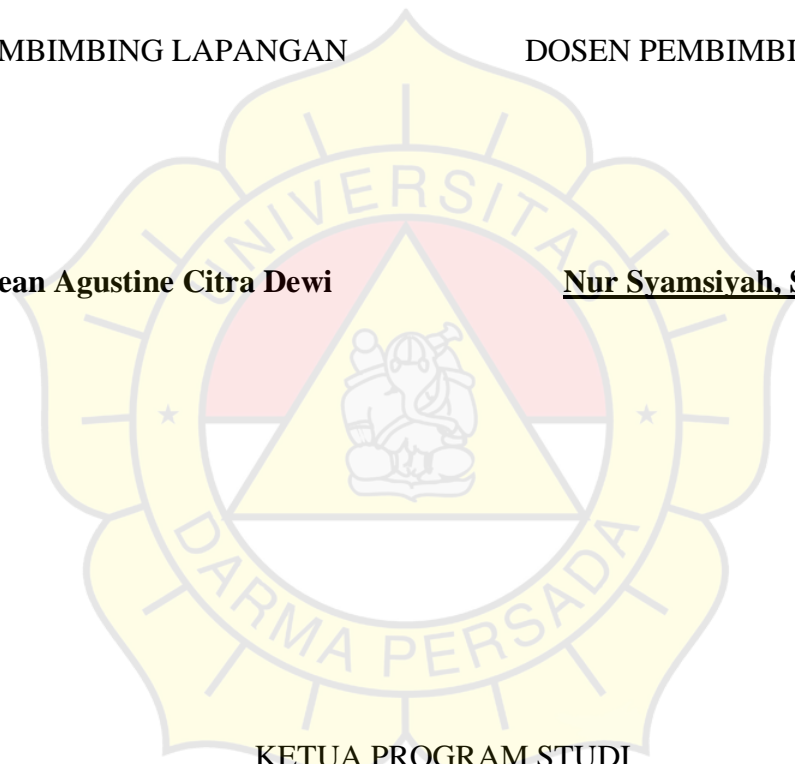 MBIMBING LAPANGAN DOSEN PEMBIMBI
ean Agustine Citra Dewi Nur Syamsiyah, S
UNIVERSITAS
DARMA PERSADA
KETUA PROGRAM STUDI